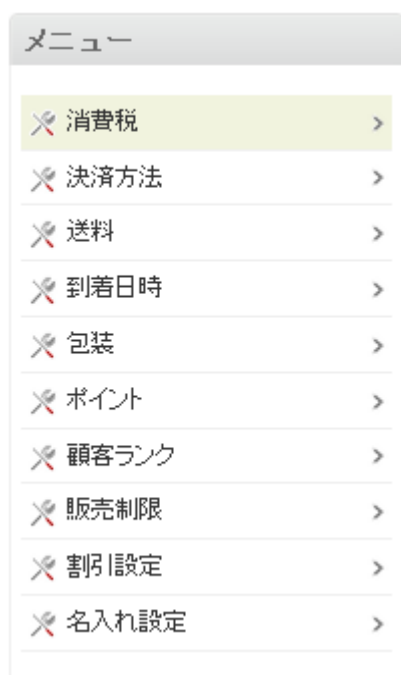 メニュー
消費税
決済方法
送料
到着日時
包装
ポイント
顧客ランク
販売制限
割引設定
名入れ設定